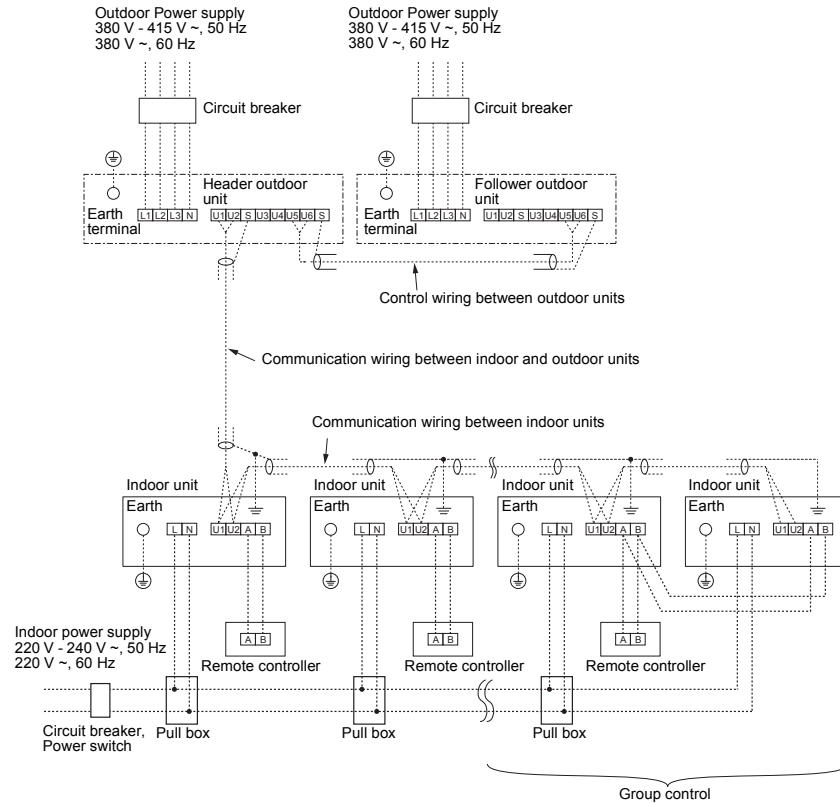 Outdoor Power supply
380 V - 415 V ~, 50 Hz
380 V ~, 60 Hz
Outdoor Power supply
380 V - 415 V ~, 50 Hz
380 V ~, 60 Hz
Circuit breaker
Circuit breaker
Header outdoor
unit
Earth
terminal
L1 L2 L3 N
U1 U2 S U3 U4 U5 U6 S
Follower outdoor
unit
Earth
terminal
L1 L2 L3 N
U1 U2 S U3 U4 U5 U6 S
Control wiring between outdoor units
Communication wiring between indoor and outdoor units
Communication wiring between indoor units
Indoor unit
Earth
L N
U1 U2 A B
Indoor unit
Earth
L N
U1 U2 A B
Indoor unit
Earth
L N
U1 U2 A B
Indoor unit
Earth
L N
U1 U2 A B
A B
Remote controller
A B
Remote controller
A B
Remote controller
Indoor power supply
220 V - 240 V ~, 50 Hz
220 V ~, 60 Hz
Circuit breaker,
Power switch
Pull box
Pull box
Pull box
Group control